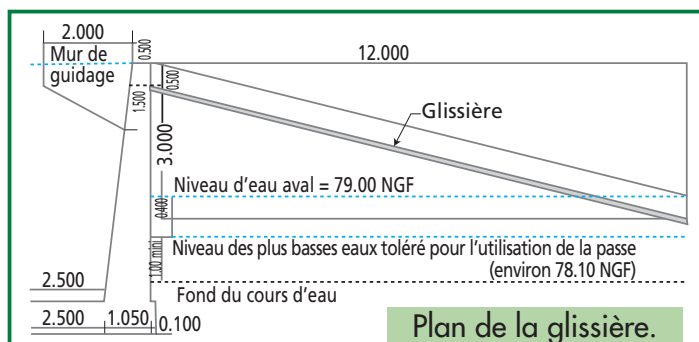 2.000
Mur de
guidage
0.500
12.000
0.500
1.500
Glissière
3.000
Niveau d'eau aval = 79.00 NGF
0.400
Niveau des plus basses eaux toléré pour l'utilisation de la passe
(environ 78.10 NGF)
1.00 mini
2.500
Fond du cours d'eau
2.500
1.050
0.100
Plan de la glissière.